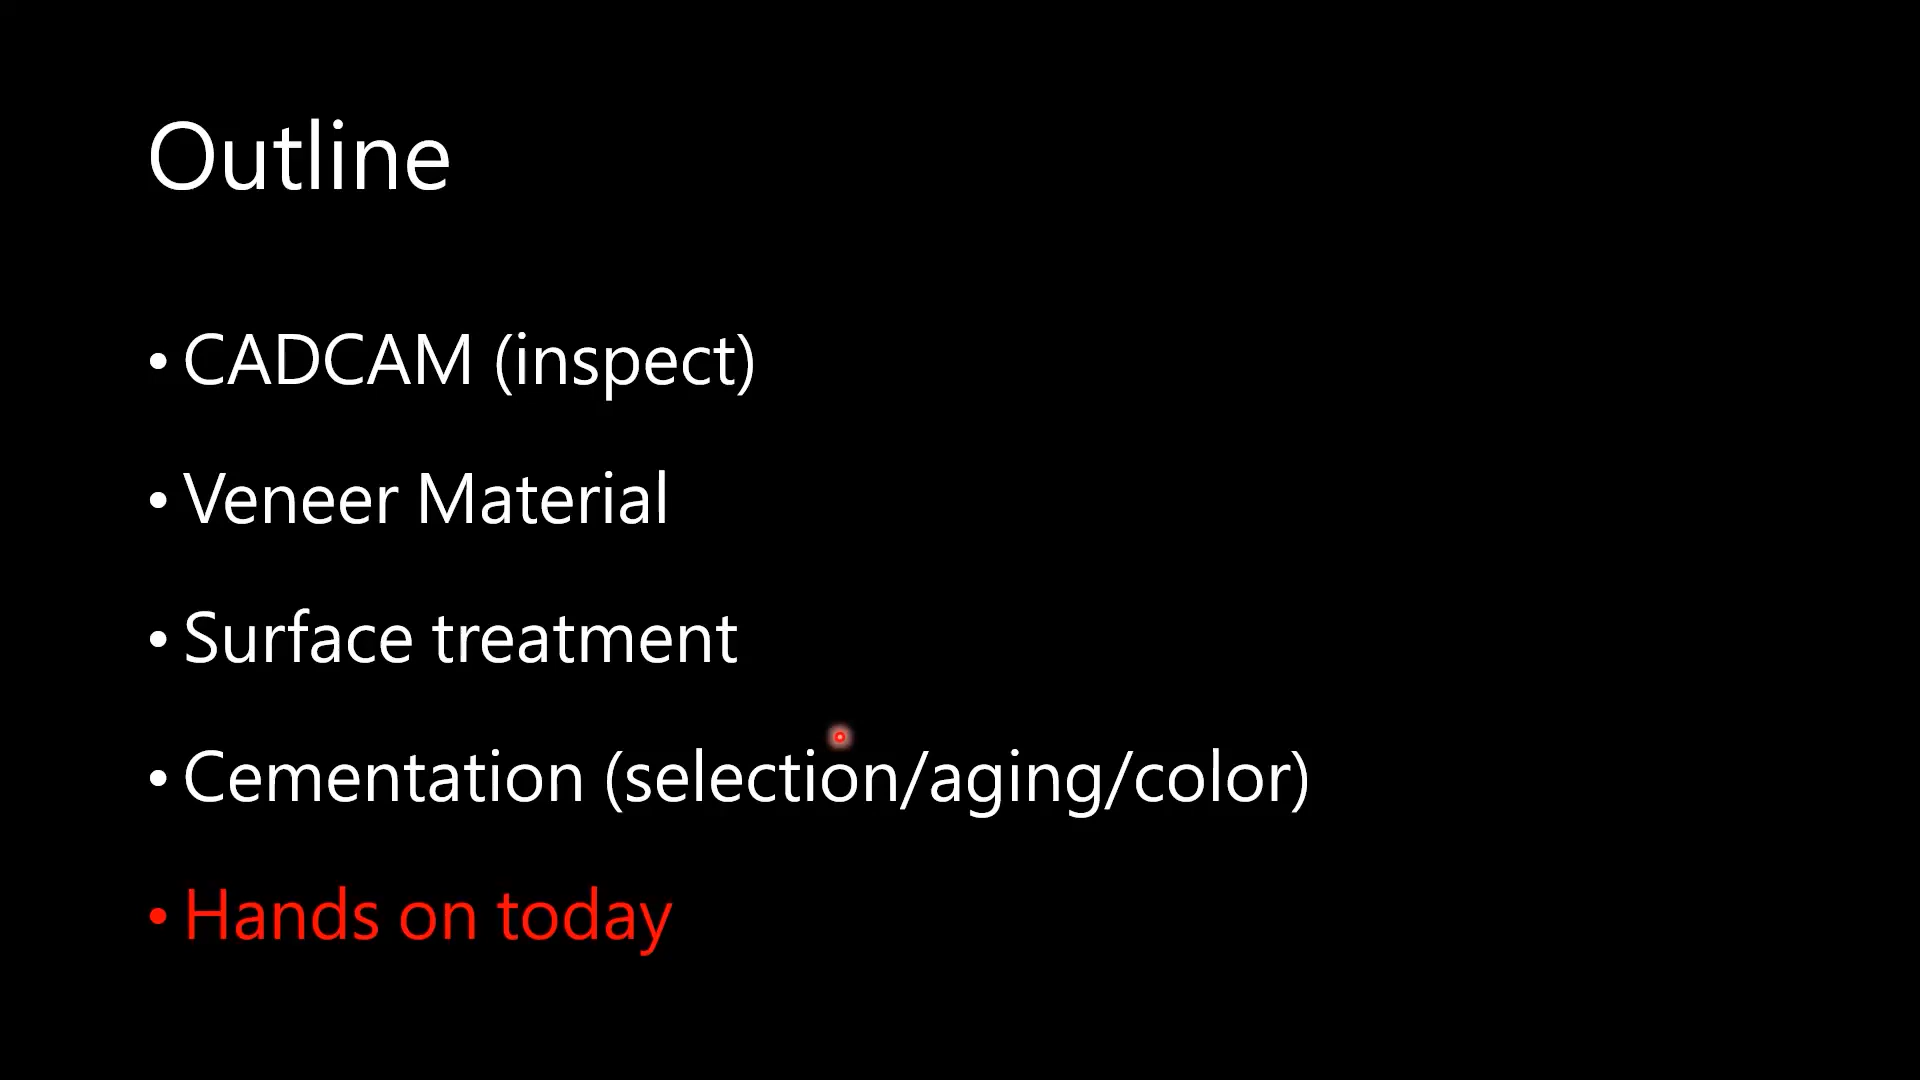 Outline
• CADCAM (inspect)
• Veneer Material
• Surface treatment
• Cementation (selection/aging/color)
• Hands on today